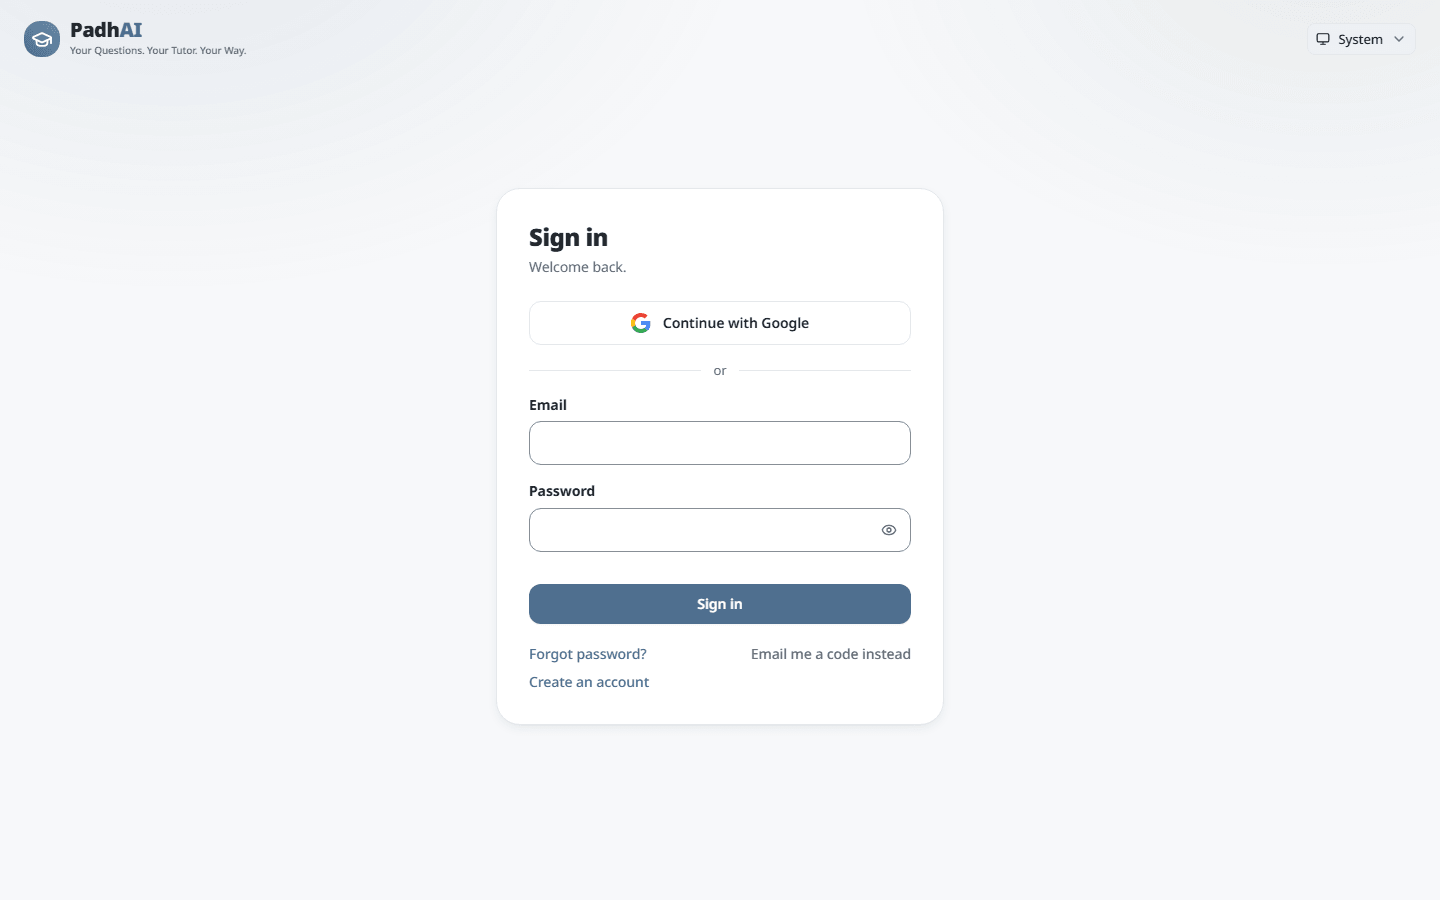 PadhAI
Your Questions. Your Tutor. Your Way.
System
Sign in
Welcome back.
Continue with Google
or
Email
Password
Sign in
Forgot password?
Email me a code instead
Create an account